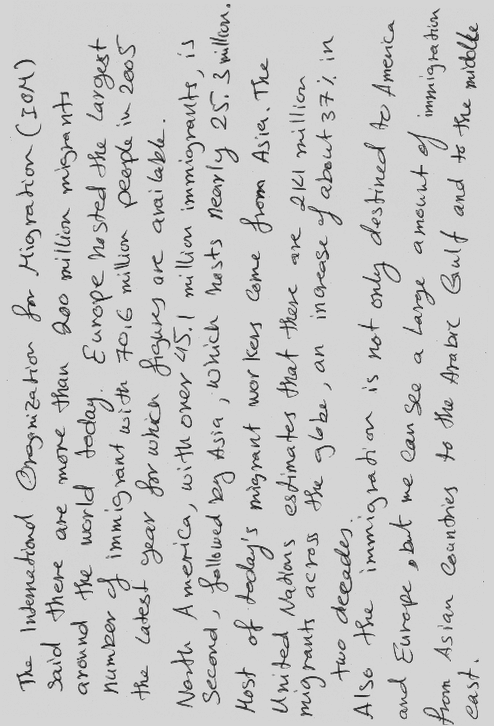 The International Organization for Migration (IOM)
said there are more than 200 million migrants
around the world today. Europe hosted the largest
number of immigrant with 70.6 million people in 2005
the latest year for which figures are available.
North America, with over 45.1 million immigrants, is
Second, followed by Asia, which hosts nearly 25.3 million.
Most of today's migrant workers come from Asia. The
United Nations estimates that there are 214 million
migrants across the globe, an increase of about 37% in
two decades
Also the immigration is not only destined to America
and Europe, but we can see a large amount of immigration
from Asian Countries to the Arabic Gulf and to the middle
east.